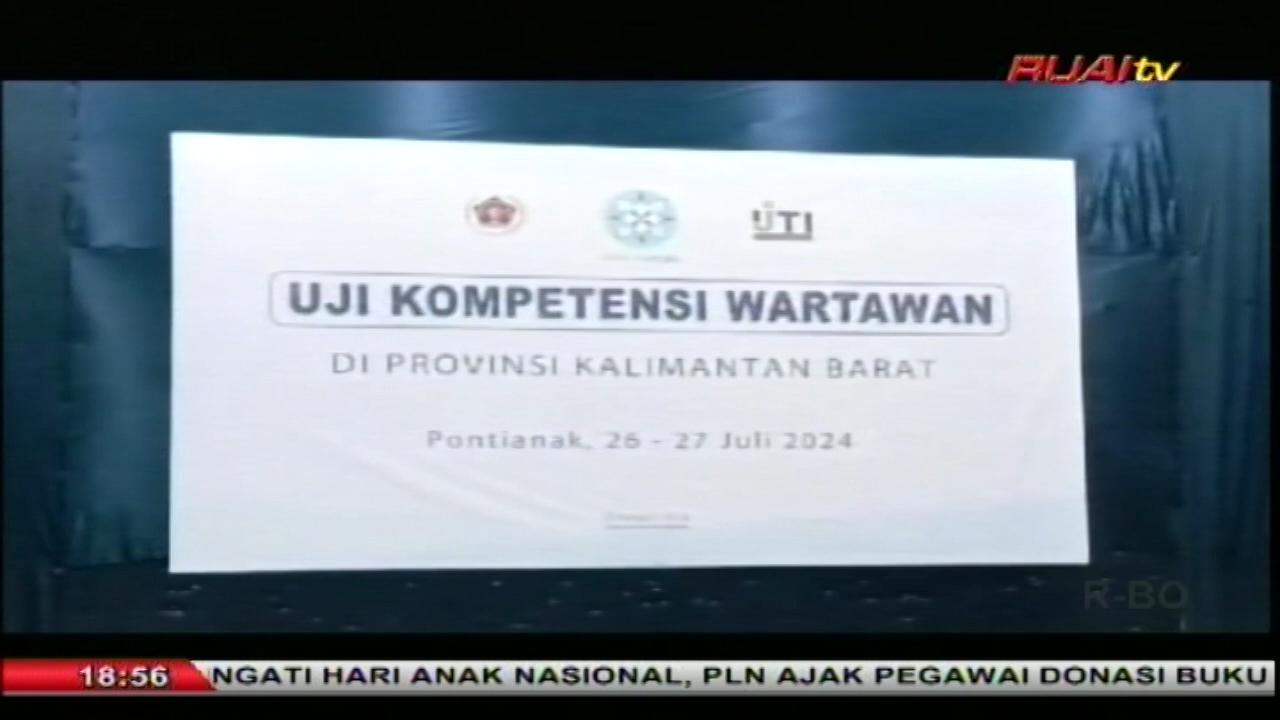 RUAI tv
UTI
UJI KOMPETENSI WARTAWAN
DI PROVINSI KALIMANTAN BARAT
Pontianak, 26 - 27 Juli 2024
R-BO
18:56 NGATI HARI ANAK NASIONAL, PLN AJAK PEGAWAI DONASI BUKU